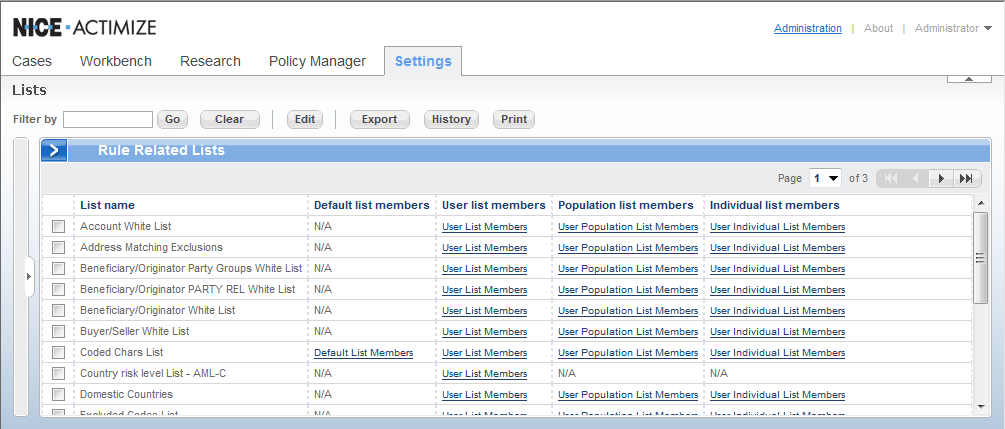 NICE · ACTIMIZE
Administration | About | Administrator
Cases Workbench Research Policy Manager Settings
Lists
Filter by Go Clear Edit Export History Print
Rule Related Lists
Page 1 of 3
List name Default list members User list members Population list members Individual list members
Account White List N/A User List Members User Population List Members User Individual List Members
Address Matching Exclusions N/A User List Members User Population List Members User Individual List Members
Beneficiary/Originator Party Groups White List N/A User List Members User Population List Members User Individual List Members
Beneficiary/Originator PARTY REL White List N/A User List Members User Population List Members User Individual List Members
Beneficiary/Originator White List N/A User List Members User Population List Members User Individual List Members
Buyer/Seller White List N/A User List Members User Population List Members User Individual List Members
Coded Chars List Default List Members User List Members User Population List Members User Individual List Members
Country risk level List - AML-C N/A User List Members N/A N/A
Domestic Countries N/A User List Members User Population List Members User Individual List Members
Excluded Codes List N/A User List Members User Population List Members User Individual List Members